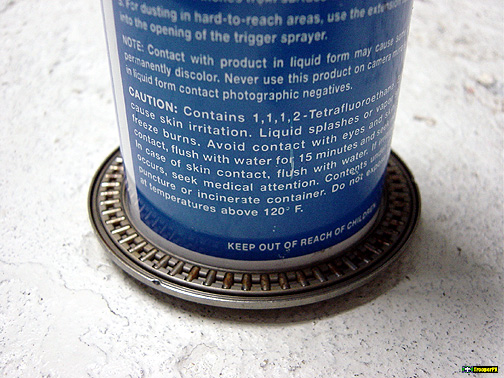 3. For dusting in hard-to-reach areas, use the extension
into the opening of the trigger sprayer.
NOTE: Contact with product in liquid form may cause
permanently discolor. Never use this product on camera
in liquid form contact photographic negatives.
CAUTION: Contains 1,1,1,2-Tetrafluoroethane.
cause skin irritation. Liquid splashes or vapor
freeze burns. Avoid contact with eyes and
contact, flush with water for 15 minutes and
In case of skin contact, flush with water. If
occurs, seek medical attention. Contents
puncture or incinerate container. Do not
at temperatures above 120° F.
KEEP OUT OF REACH OF CHILDREN
TrooperFX